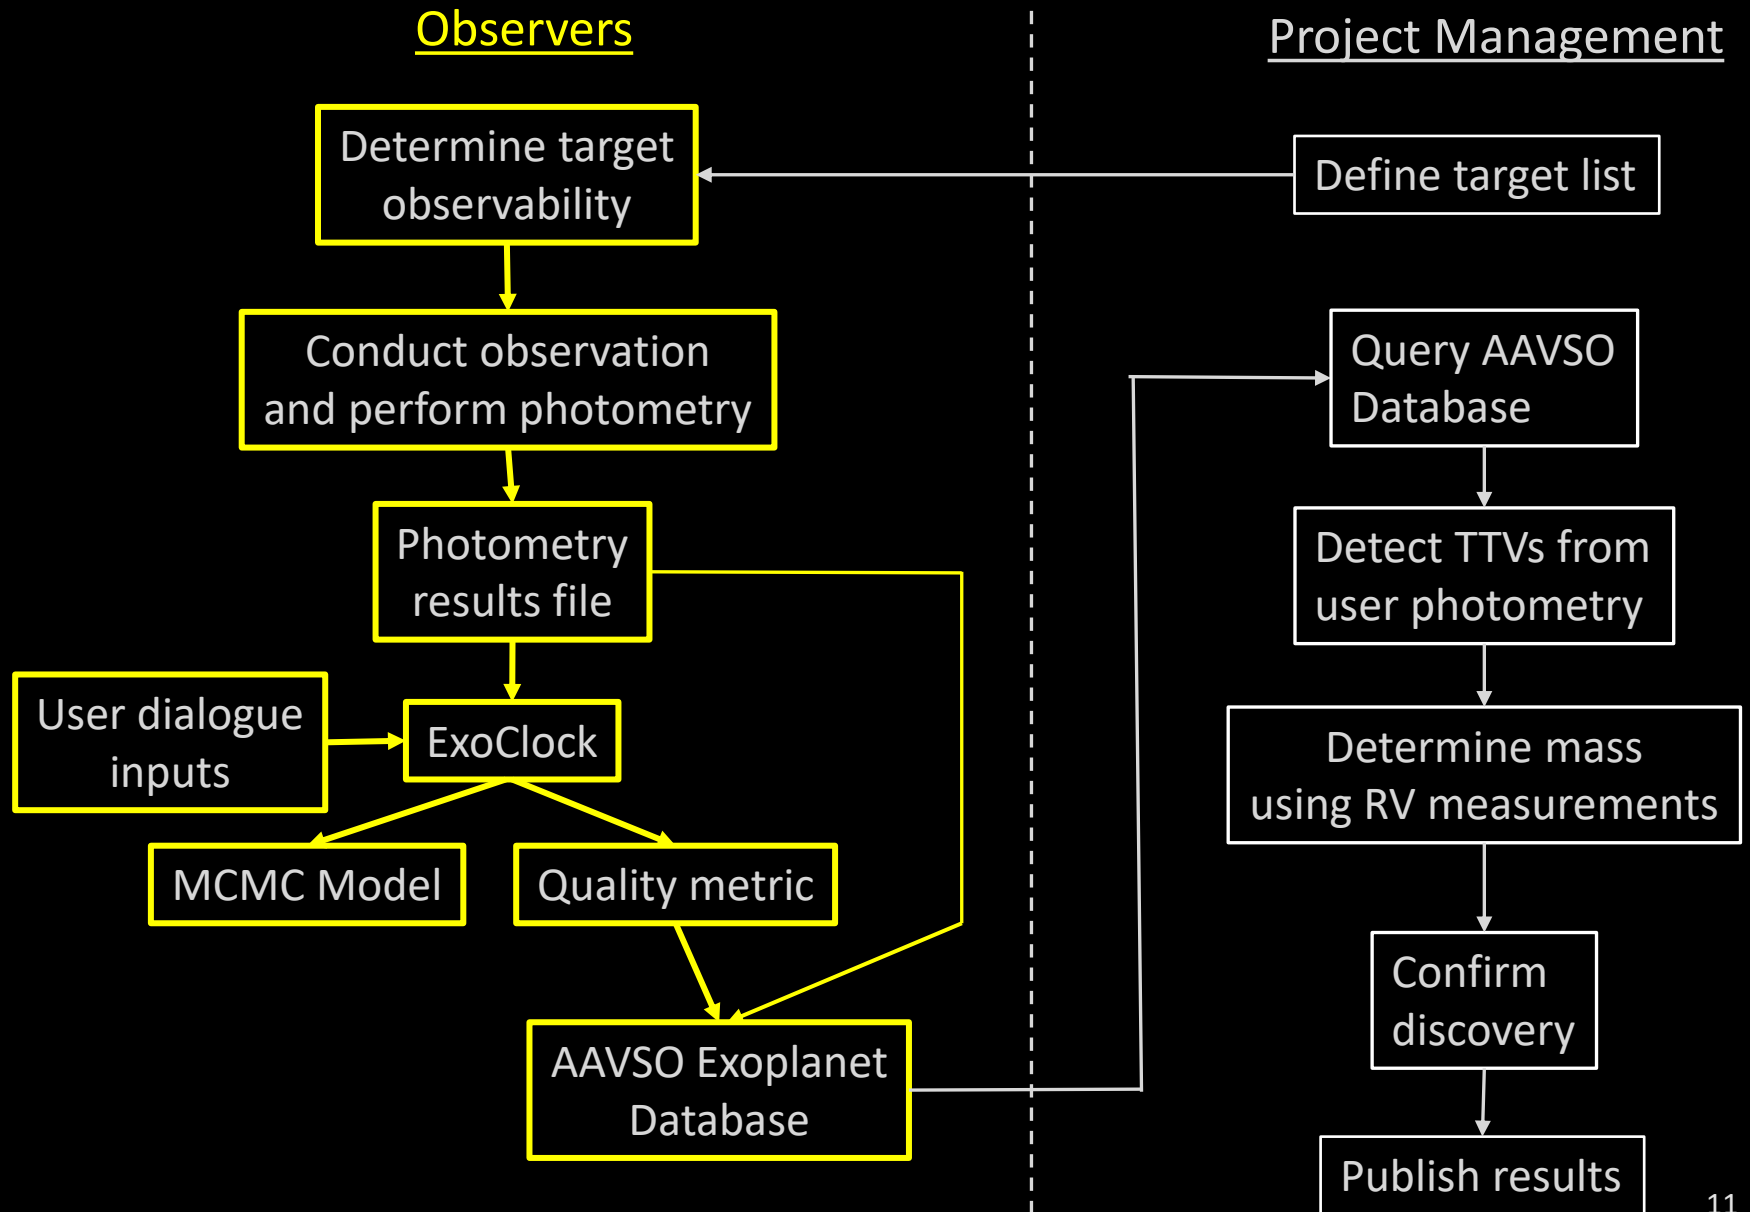 Observers
Determine target
observability
Conduct observation
and perform photometry
Photometry
results file
User dialogue
inputs
ExoClock
MCMC Model
Quality metric
AAVSO Exoplanet
Database
Project Management
Define target list
Query AAVSO
Database
Detect TTVs from
user photometry
Determine mass
using RV measurements
Confirm
discovery
Publish results
11